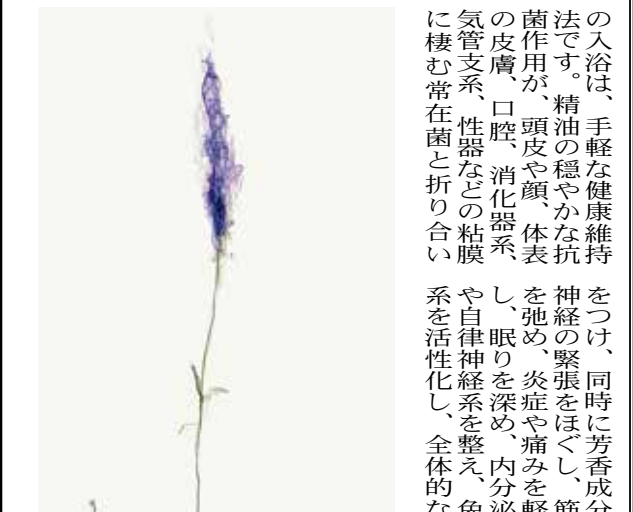 の入浴は、手軽な健康維持
法です。精油の穏やかな抗
菌作用が、頭皮や顔、体表
の皮膚、口腔、消化器系、
気管支系、性器などの粘膜
に棲む常在菌と折り合い
をつけ、同時に芳香成分
神経の緊張をほぐし、筋
を弛め、炎症や痛みを軽
し、眠りを深め、内分泌
や自律神経系を整え、免
系を活性化し、全体的な